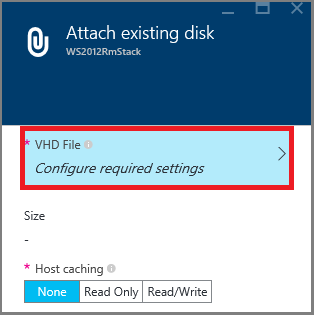 Attach existing disk
WS2012RmStack
* VHD File
Configure required settings
Size
-
* Host caching
None Read Only Read/Write